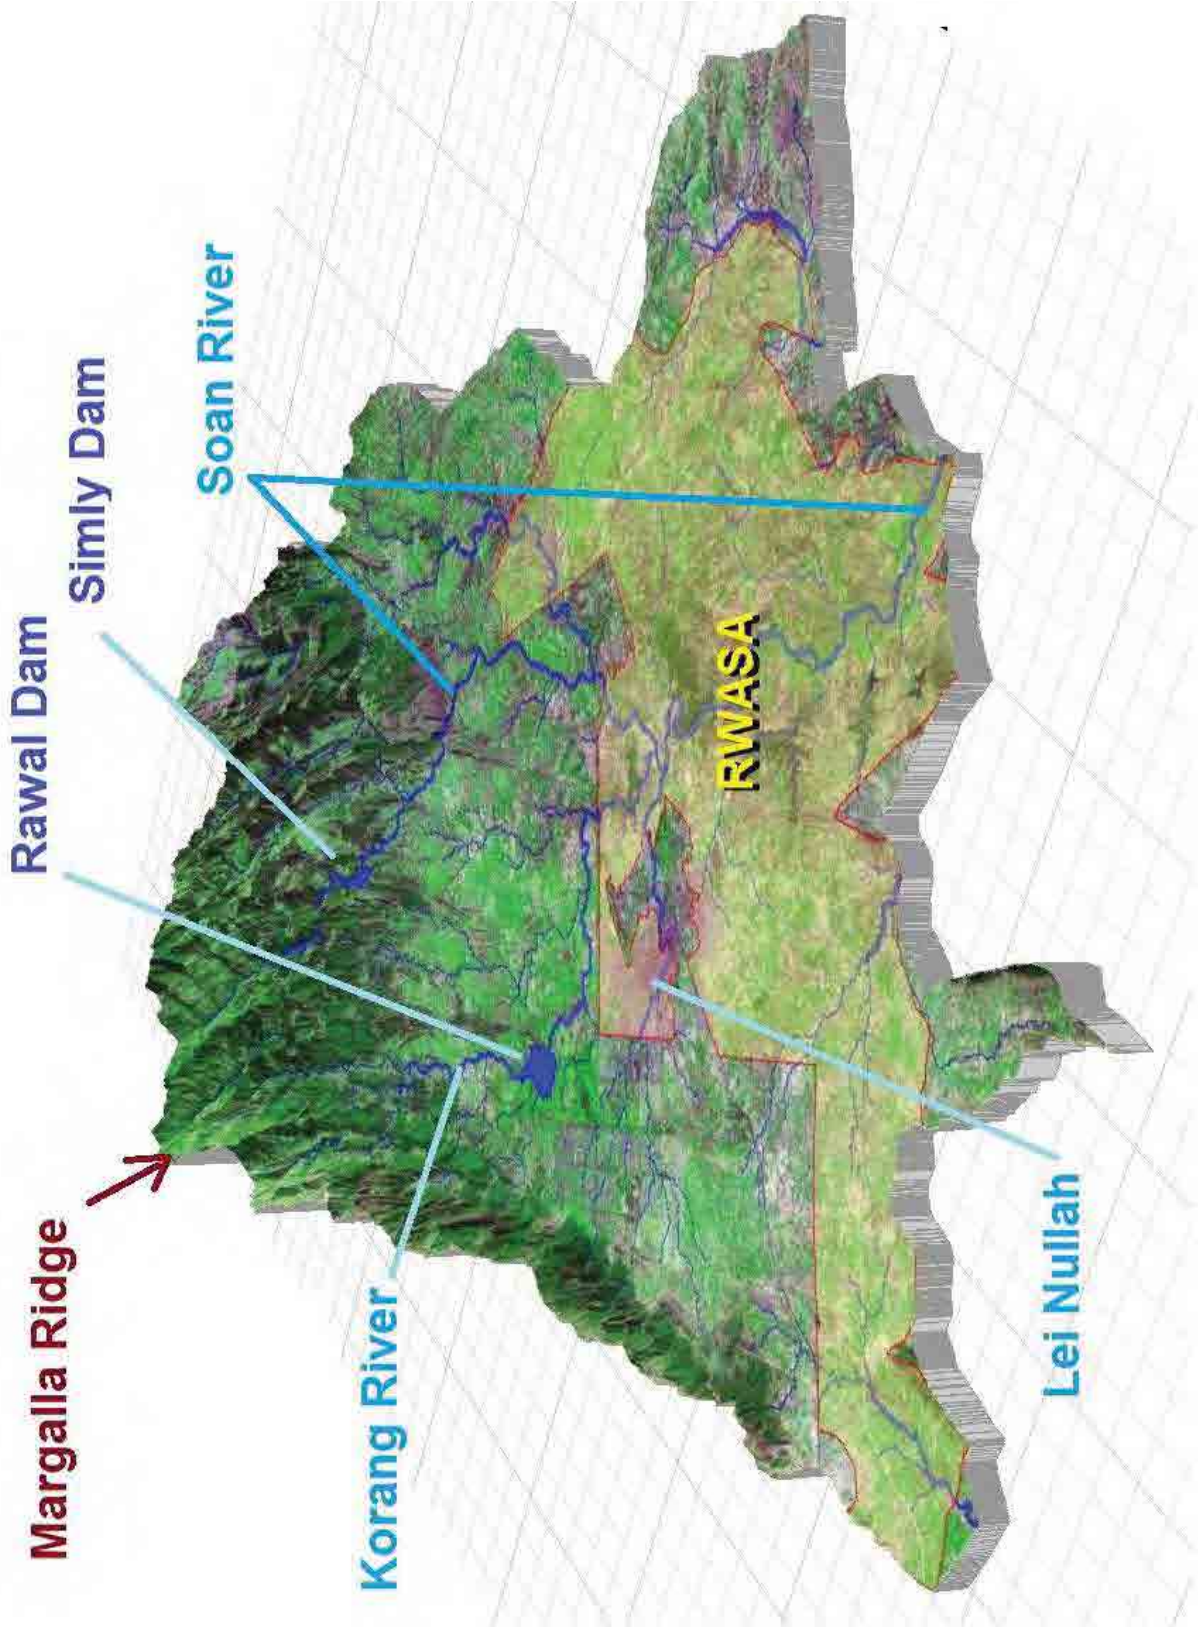 Margalla Ridge
Rawal Dam
Simly Dam
Korang River
Soan River
RWASA
Lei Nullah